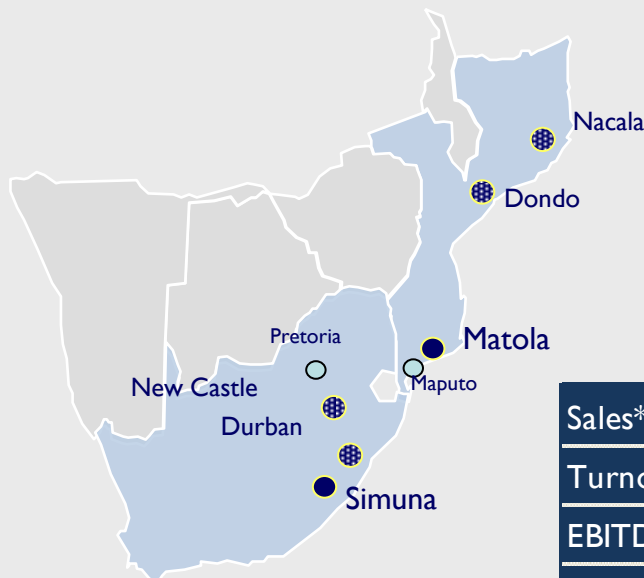 Nacala
Dondo
Matola
Pretoria
Maputo
New Castle
Durban
Simuna
Sales*
Turno
EBITD